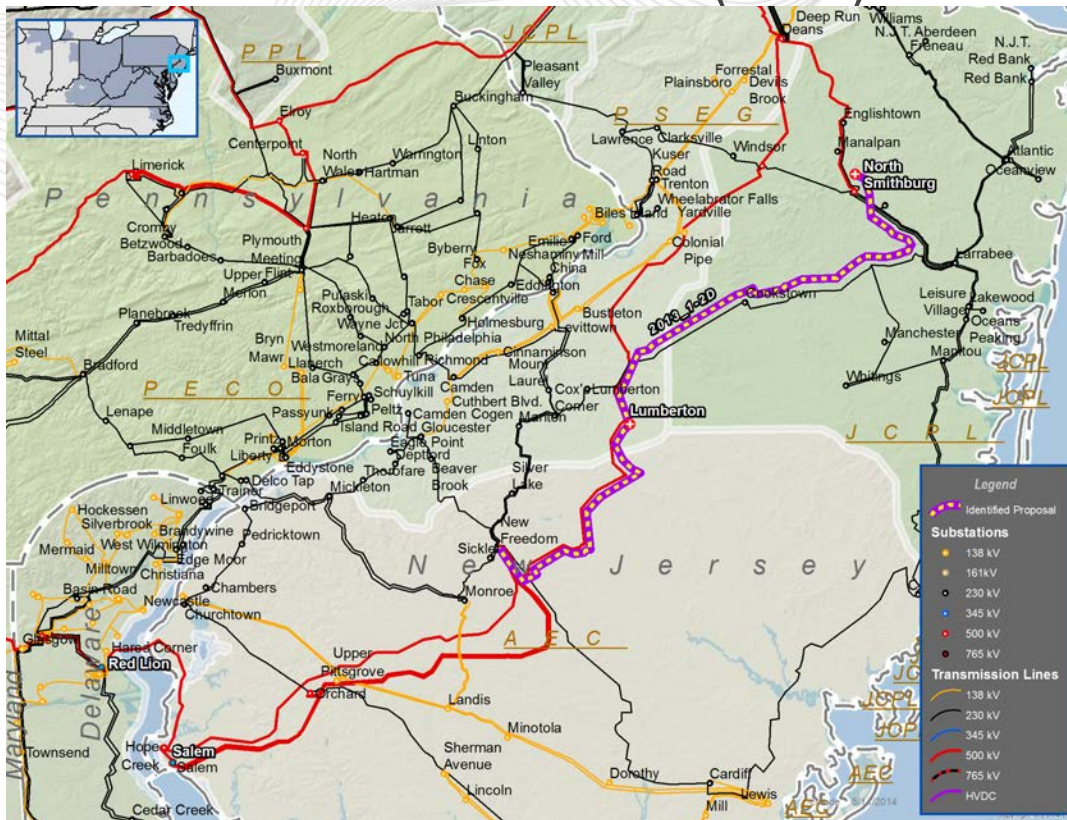 Deep Run
Deans
Williams
N.J.T. Aberdeen
Freneau
N.J.T.
Red Bank
Red Bank
JCPL
PPL
Buxmont
Pleasant
Valley
Forrestal
Plainsboro
Devils
Brook
Buckingham
PSEG
Elroy
Englishtown
Lawrence
Clarksville
Manalpan
Centerpoint
Linton
Kuser
Road
Windsor
North
Wales
Warrington
Hartman
Trenton
Atlantic
Oceanview
Limerick
North
Smithburg
Wheelabrator Falls
Yardville
Pennsylvania
Biles Island
Heaton
Jarrett
Cromby
Betzwood
Barbadoes
Plymouth
Meeting
Emilie
Ford
Neshaminy
Mill
Colonial
Pipe
Byberry
Fox
China
Upper
Flint
Merion
Chase
Eddington
Larrabee
Pulaski
Roxborough
Tabor
Crescentville
2013_1-2D
Cookstown
Leisure
Village
Lakewood
Planebrook
Tredyffrin
Wayne Jct
Holmesburg
Bustleton
Levittown
Oceans
Peaking
Manchester
Manitou
Mittal
Steel
Bryn
Mawr
Westmoreland
North Philadelphia
Llanerch
Callowhill
Richmond
Cinnaminson
Bradford
Bala
Gray's
Ferry
Tuna
Mount
Laurel
Whitings
JCPL
PECO
Schuylkill
Camden
Cox's
Corner
Lumberton
Cuthbert Blvd.
JCPL
Lenape
Passyunk
Peltz
Camden Cogen
Marlton
Lumberton
Middletown
Island Road
Gloucester
JCPL
Foulk
Printz
Morton
Liberty
Eagle Point
Deptford
Eddystone
Thorofare
Beaver
Brook
Silver
Lake
Delco Tap
Trainer
Mickleton
Linwood
Bridgeport
Hockessen
Silverbrook
New
Freedom
Brandywine
Pedricktown
Mermaid
West Wilmington
Edge Moor
Sickler
New Jersey
Milltown
Christiana
Basin Road
Chambers
Monroe
Newcastle
Churchtown
AEC
Glasgow
Hares Corner
Upper
Pittsgrove
Red Lion
Orchard
Landis
Maryland
Delaware
Minotola
Townsend
Hope
Creek
Salem
Salem
Sherman
Avenue
Dorothy
Cardiff
Lincoln
Lewis
Mill
Cedar Creek
JCPL
AEC
AEC
Legend
Identified Proposal
Substations
138 kV
161kV
230 kV
345 kV
500 kV
765 kV
Transmission Lines
138 kV
230 kV
345 kV
500 kV
765 kV
HVDC